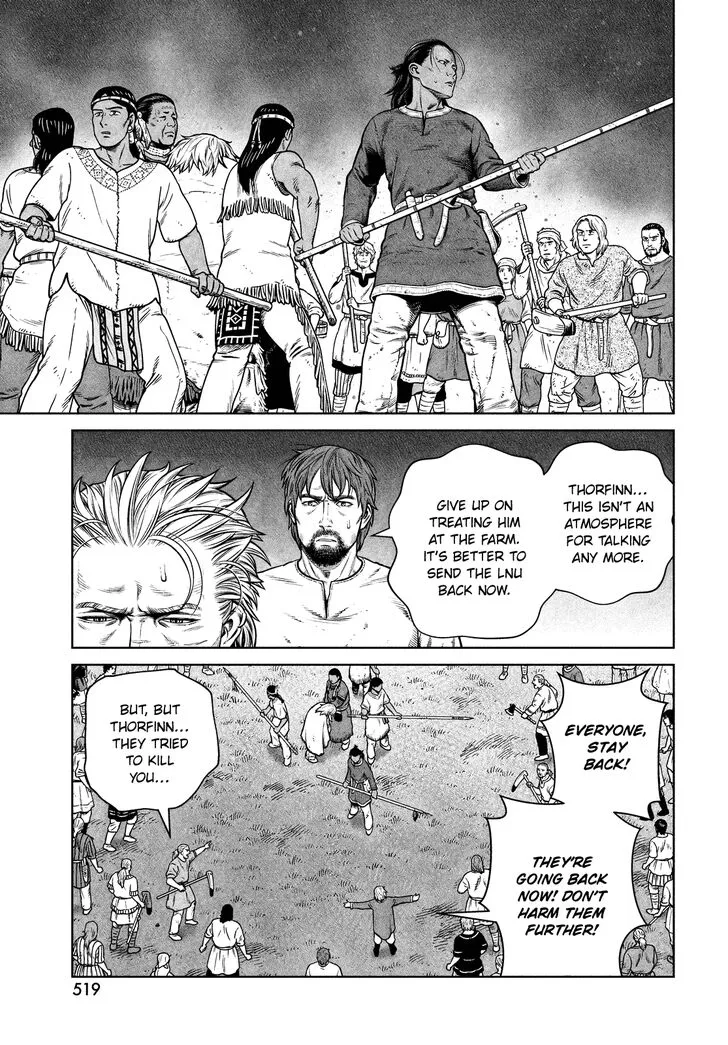 THORFINN...
THIS ISN'T AN
ATMOSPHERE
FOR TALKING
ANY MORE.
GIVE UP ON
TREATING HIM
AT THE FARM.
IT'S BETTER TO
SEND THE LNU
BACK NOW.
EVERYONE,
STAY
BACK!
THEY'RE
GOING BACK
NOW! DON'T
HARM THEM
FURTHER!
BUT, BUT
THORFINN...
THEY TRIED
TO KILL
YOU...
519